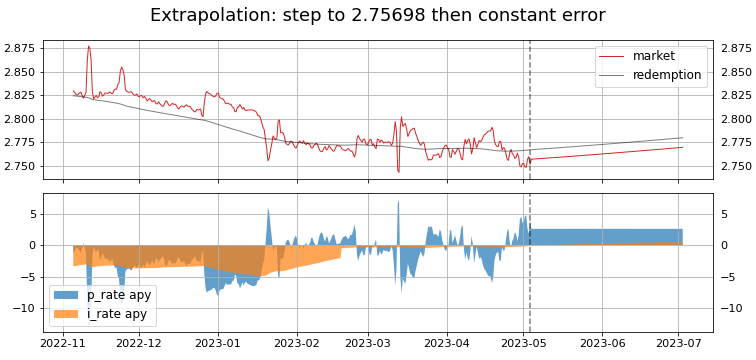 Extrapolation: step to 2.75698 then constant error
2.875 2.875
2.850 2.850
2.825 2.825
2.800 2.800
2.775 2.775
2.750 2.750
market
redemption
5 5
0 0
−5 −5
−10 −10
p_rate apy
i_rate apy
2022-11 2022-12 2023-01 2023-02 2023-03 2023-04 2023-05 2023-06 2023-07